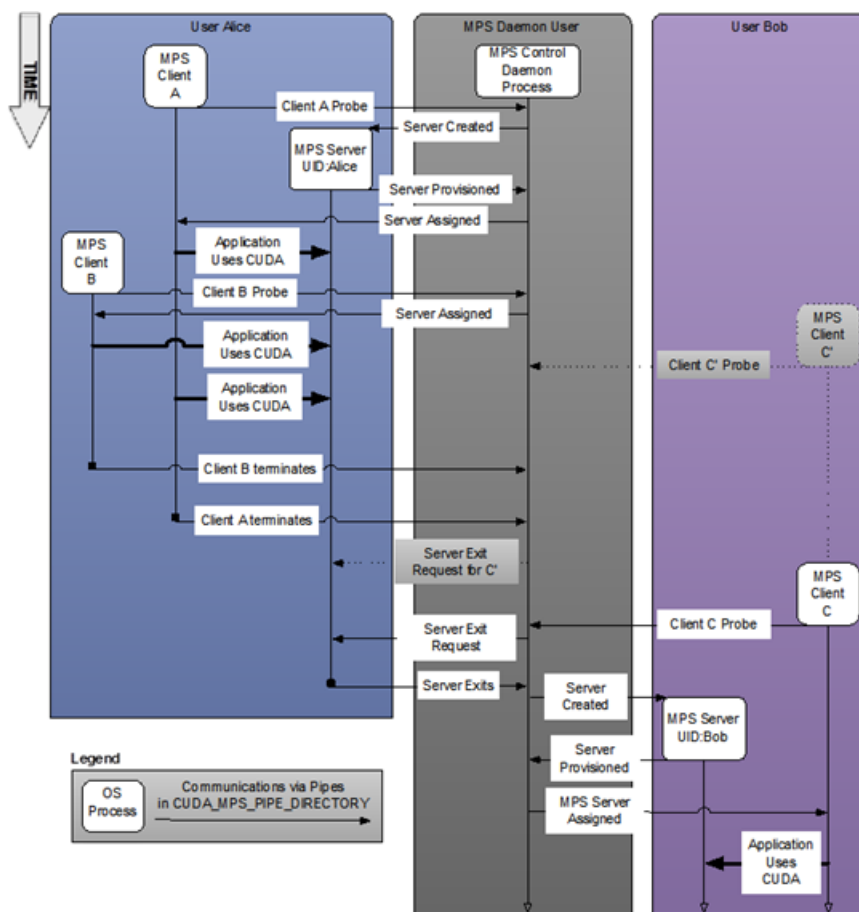 User Alice
MPS Daemon User
User Bob
TIME
MPS
Client
A
MPS Control
Daemon
Process
Client A Probe
Server Created
MPS Server
UID:Alice
Server Provisioned
Server Assigned
MPS
Client
B
Application
Uses CUDA
Client B Probe
Server Assigned
MPS
Client
C'
Application
Uses CUDA
Client C' Probe
Application
Uses CUDA
Client B terminates
Client A terminates
Server Exit
Request for C'
MPS
Client
C
Client C Probe
Server Exit
Request
Server Exits
Server
Created
MPS Server
UID:Bob
Server
Provisioned
MPS Server
Assigned
Application
Uses
CUDA
Legend
OS
Process
Communications via Pipes
in CUDA_MPS_PIPE_DIRECTORY